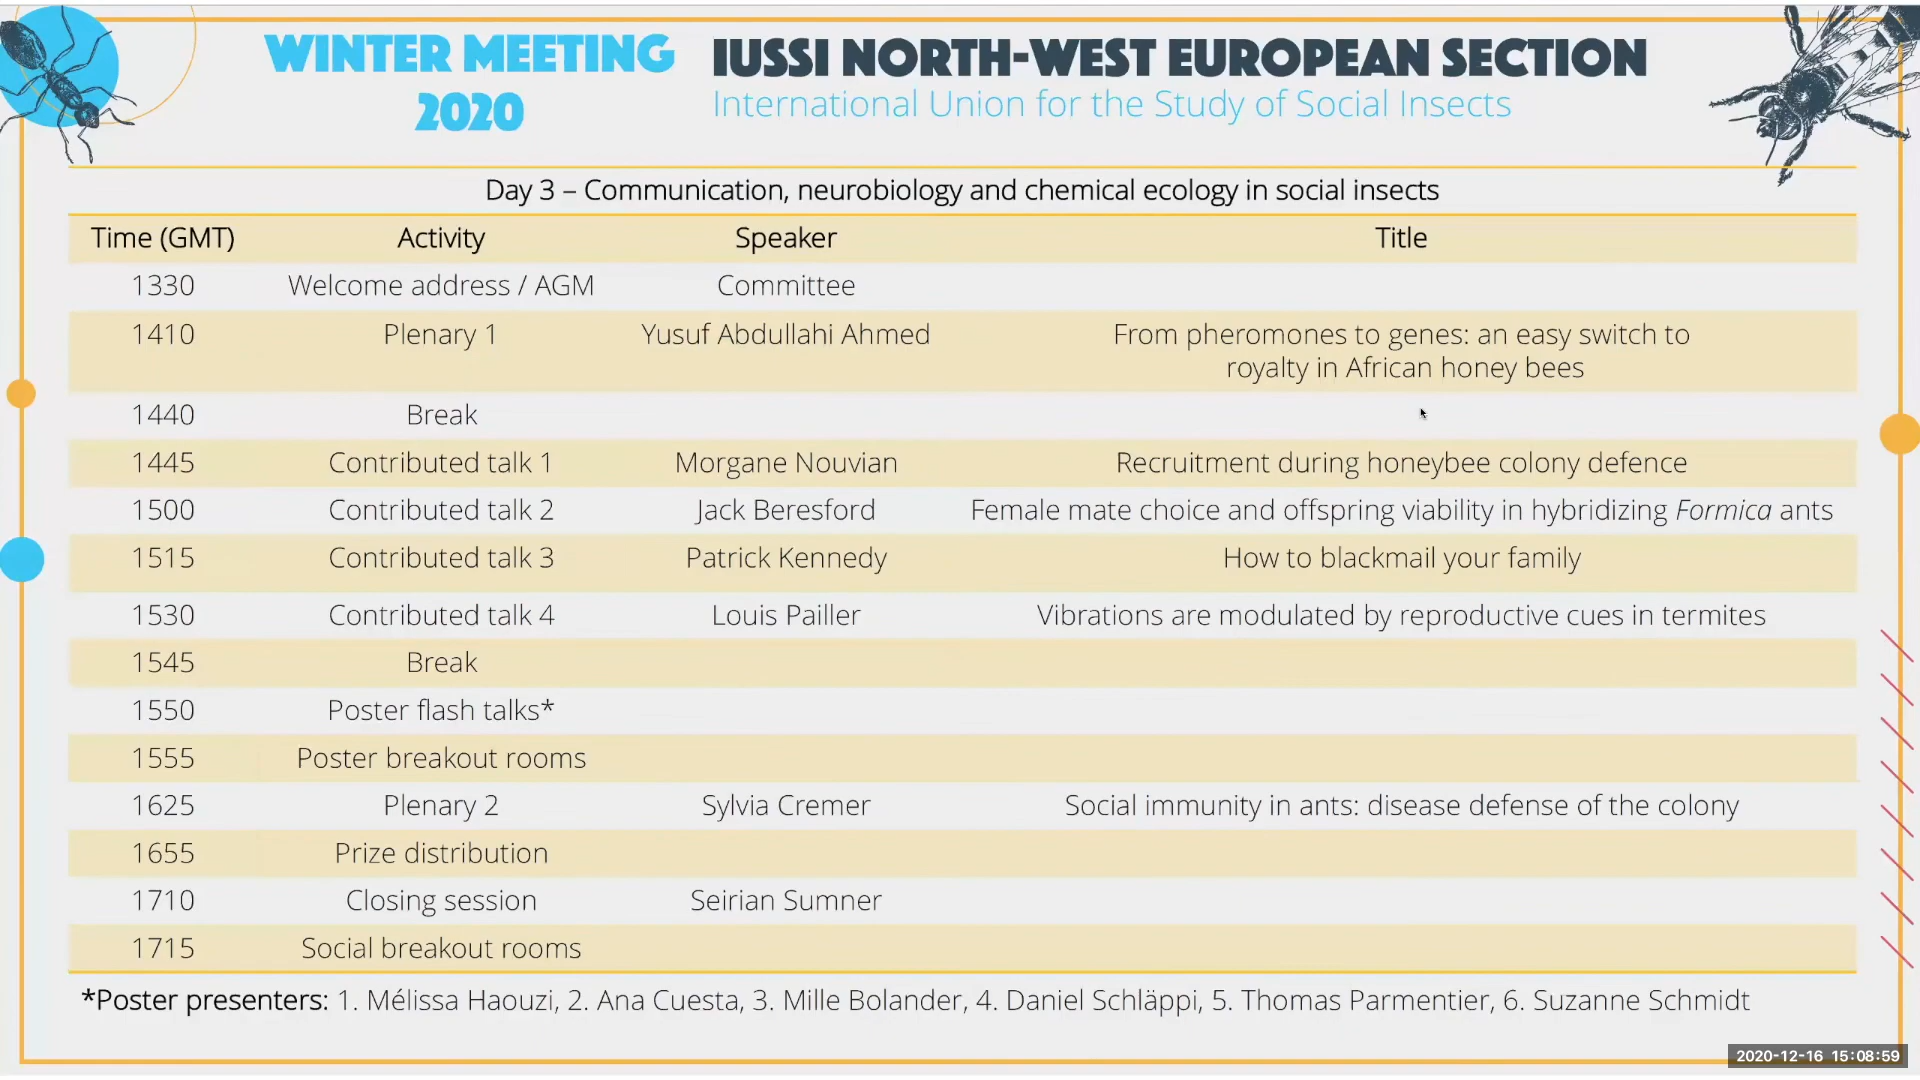 WINTER MEETING
2020
IUSSI NORTH-WEST EUROPEAN SECTION
International Union for the Study of Social Insects
Day 3 – Communication, neurobiology and chemical ecology in social insects
Time (GMT) Activity Speaker Title
1330 Welcome address / AGM Committee
1410 Plenary 1 Yusuf Abdullahi Ahmed From pheromones to genes: an easy switch to
royalty in African honey bees
1440 Break
1445 Contributed talk 1 Morgane Nouvian Recruitment during honeybee colony defence
1500 Contributed talk 2 Jack Beresford Female mate choice and offspring viability in hybridizing Formica ants
1515 Contributed talk 3 Patrick Kennedy How to blackmail your family
1530 Contributed talk 4 Louis Pailler Vibrations are modulated by reproductive cues in termites
1545 Break
1550 Poster flash talks*
1555 Poster breakout rooms
1625 Plenary 2 Sylvia Cremer Social immunity in ants: disease defense of the colony
1655 Prize distribution
1710 Closing session Seirian Sumner
1715 Social breakout rooms
*Poster presenters: 1. Mélissa Haouzi, 2. Ana Cuesta, 3. Mille Bolander, 4. Daniel Schläppi, 5. Thomas Parmentier, 6. Suzanne Schmidt
2020-12-16 15:08:59